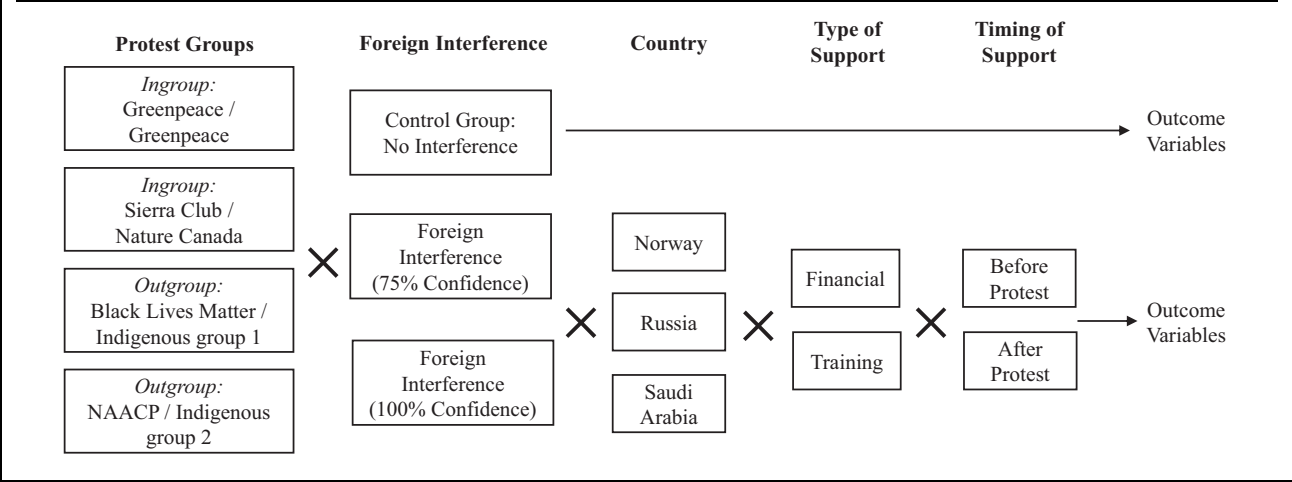 Protest Groups
Foreign Interference
Country
Type of
Support
Timing of
Support
Ingroup:
Greenpeace /
Greenpeace
Ingroup:
Sierra Club /
Nature Canada
Outgroup:
Black Lives Matter /
Indigenous group 1
Outgroup:
NAACP / Indigenous
group 2
Control Group:
No Interference
Foreign
Interference
(75% Confidence)
Foreign
Interference
(100% Confidence)
Norway
Russia
Saudi
Arabia
Financial
Training
Before
Protest
After
Protest
Outcome
Variables
Outcome
Variables